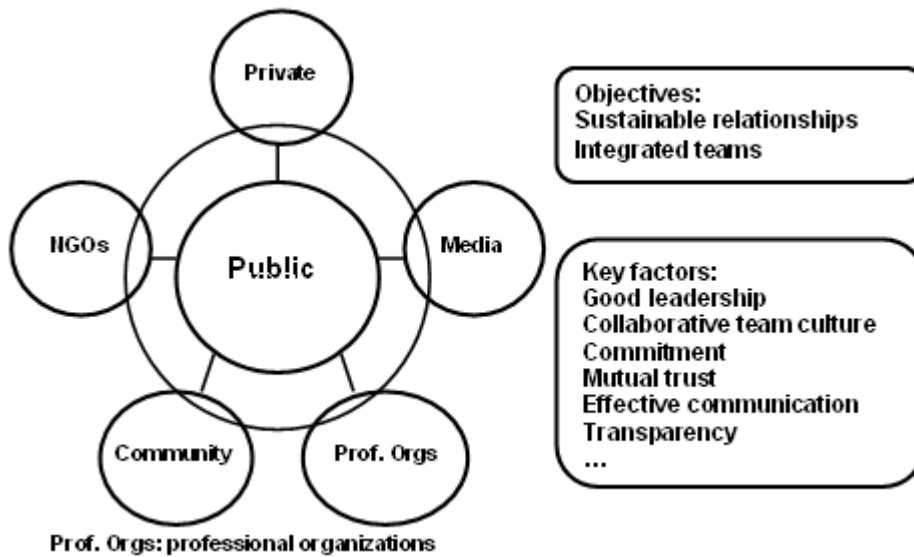 Private
NGOs
Public
Media
Community
Prof. Orgs
Prof. Orgs: professional organizations
Objectives:
Sustainable relationships
Integrated teams
Key factors:
Good leadership
Collaborative team culture
Commitment
Mutual trust
Effective communication
Transparency
...